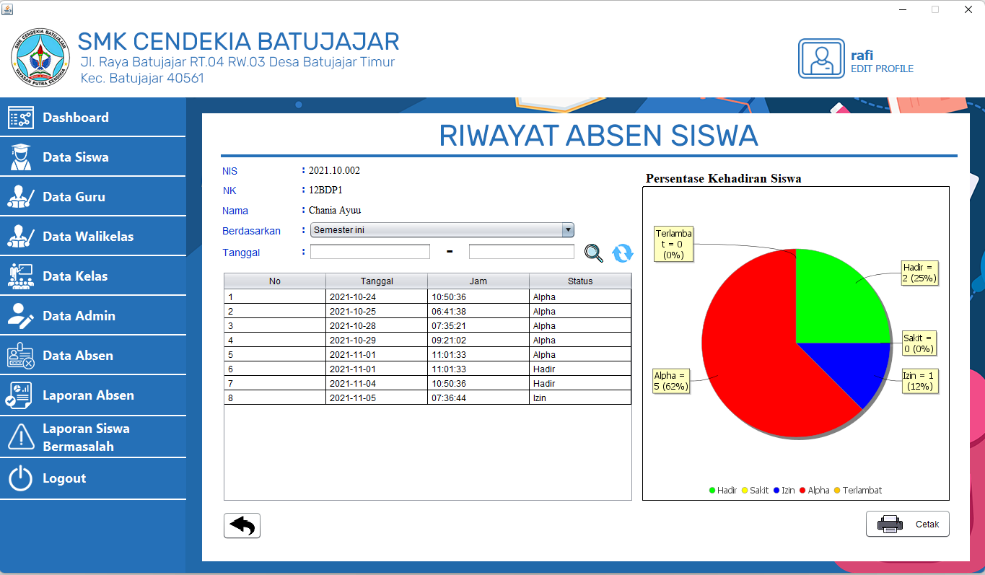 SMK CENDEKIA BATUJAJAR
Jl. Raya Batujajar RT.04 RW.03 Desa Batujajar Timur
Kec. Batujajar 40561
rafi
EDIT PROFILE
Dashboard
Data Siswa
Data Guru
Data Walikelas
Data Kelas
Data Admin
Data Absen
Laporan Absen
Laporan Siswa
Bermasalah
Logout
RIWAYAT ABSEN SISWA
NIS : 2021.10.002
NK : 12BDP1
Nama : Chania Ayuu
Berdasarkan : Semester ini
Tanggal : -
No Tanggal Jam Status
1 2021-10-24 10:50:36 Alpha
2 2021-10-25 06:41:38 Alpha
3 2021-10-28 07:35:21 Alpha
4 2021-10-29 09:21:02 Alpha
5 2021-11-01 11:01:33 Alpha
6 2021-11-01 11:01:33 Hadir
7 2021-11-04 10:50:36 Hadir
8 2021-11-05 07:36:44 Izin
Persentase Kehadiran Siswa
Terlamba
t = 0
(0%)
Hadir =
2 (25%)
Sakit =
0 (0%)
Izin = 1
(12%)
Alpha =
5 (62%)
Hadir Sakit Izin Alpha Terlambat
Cetak